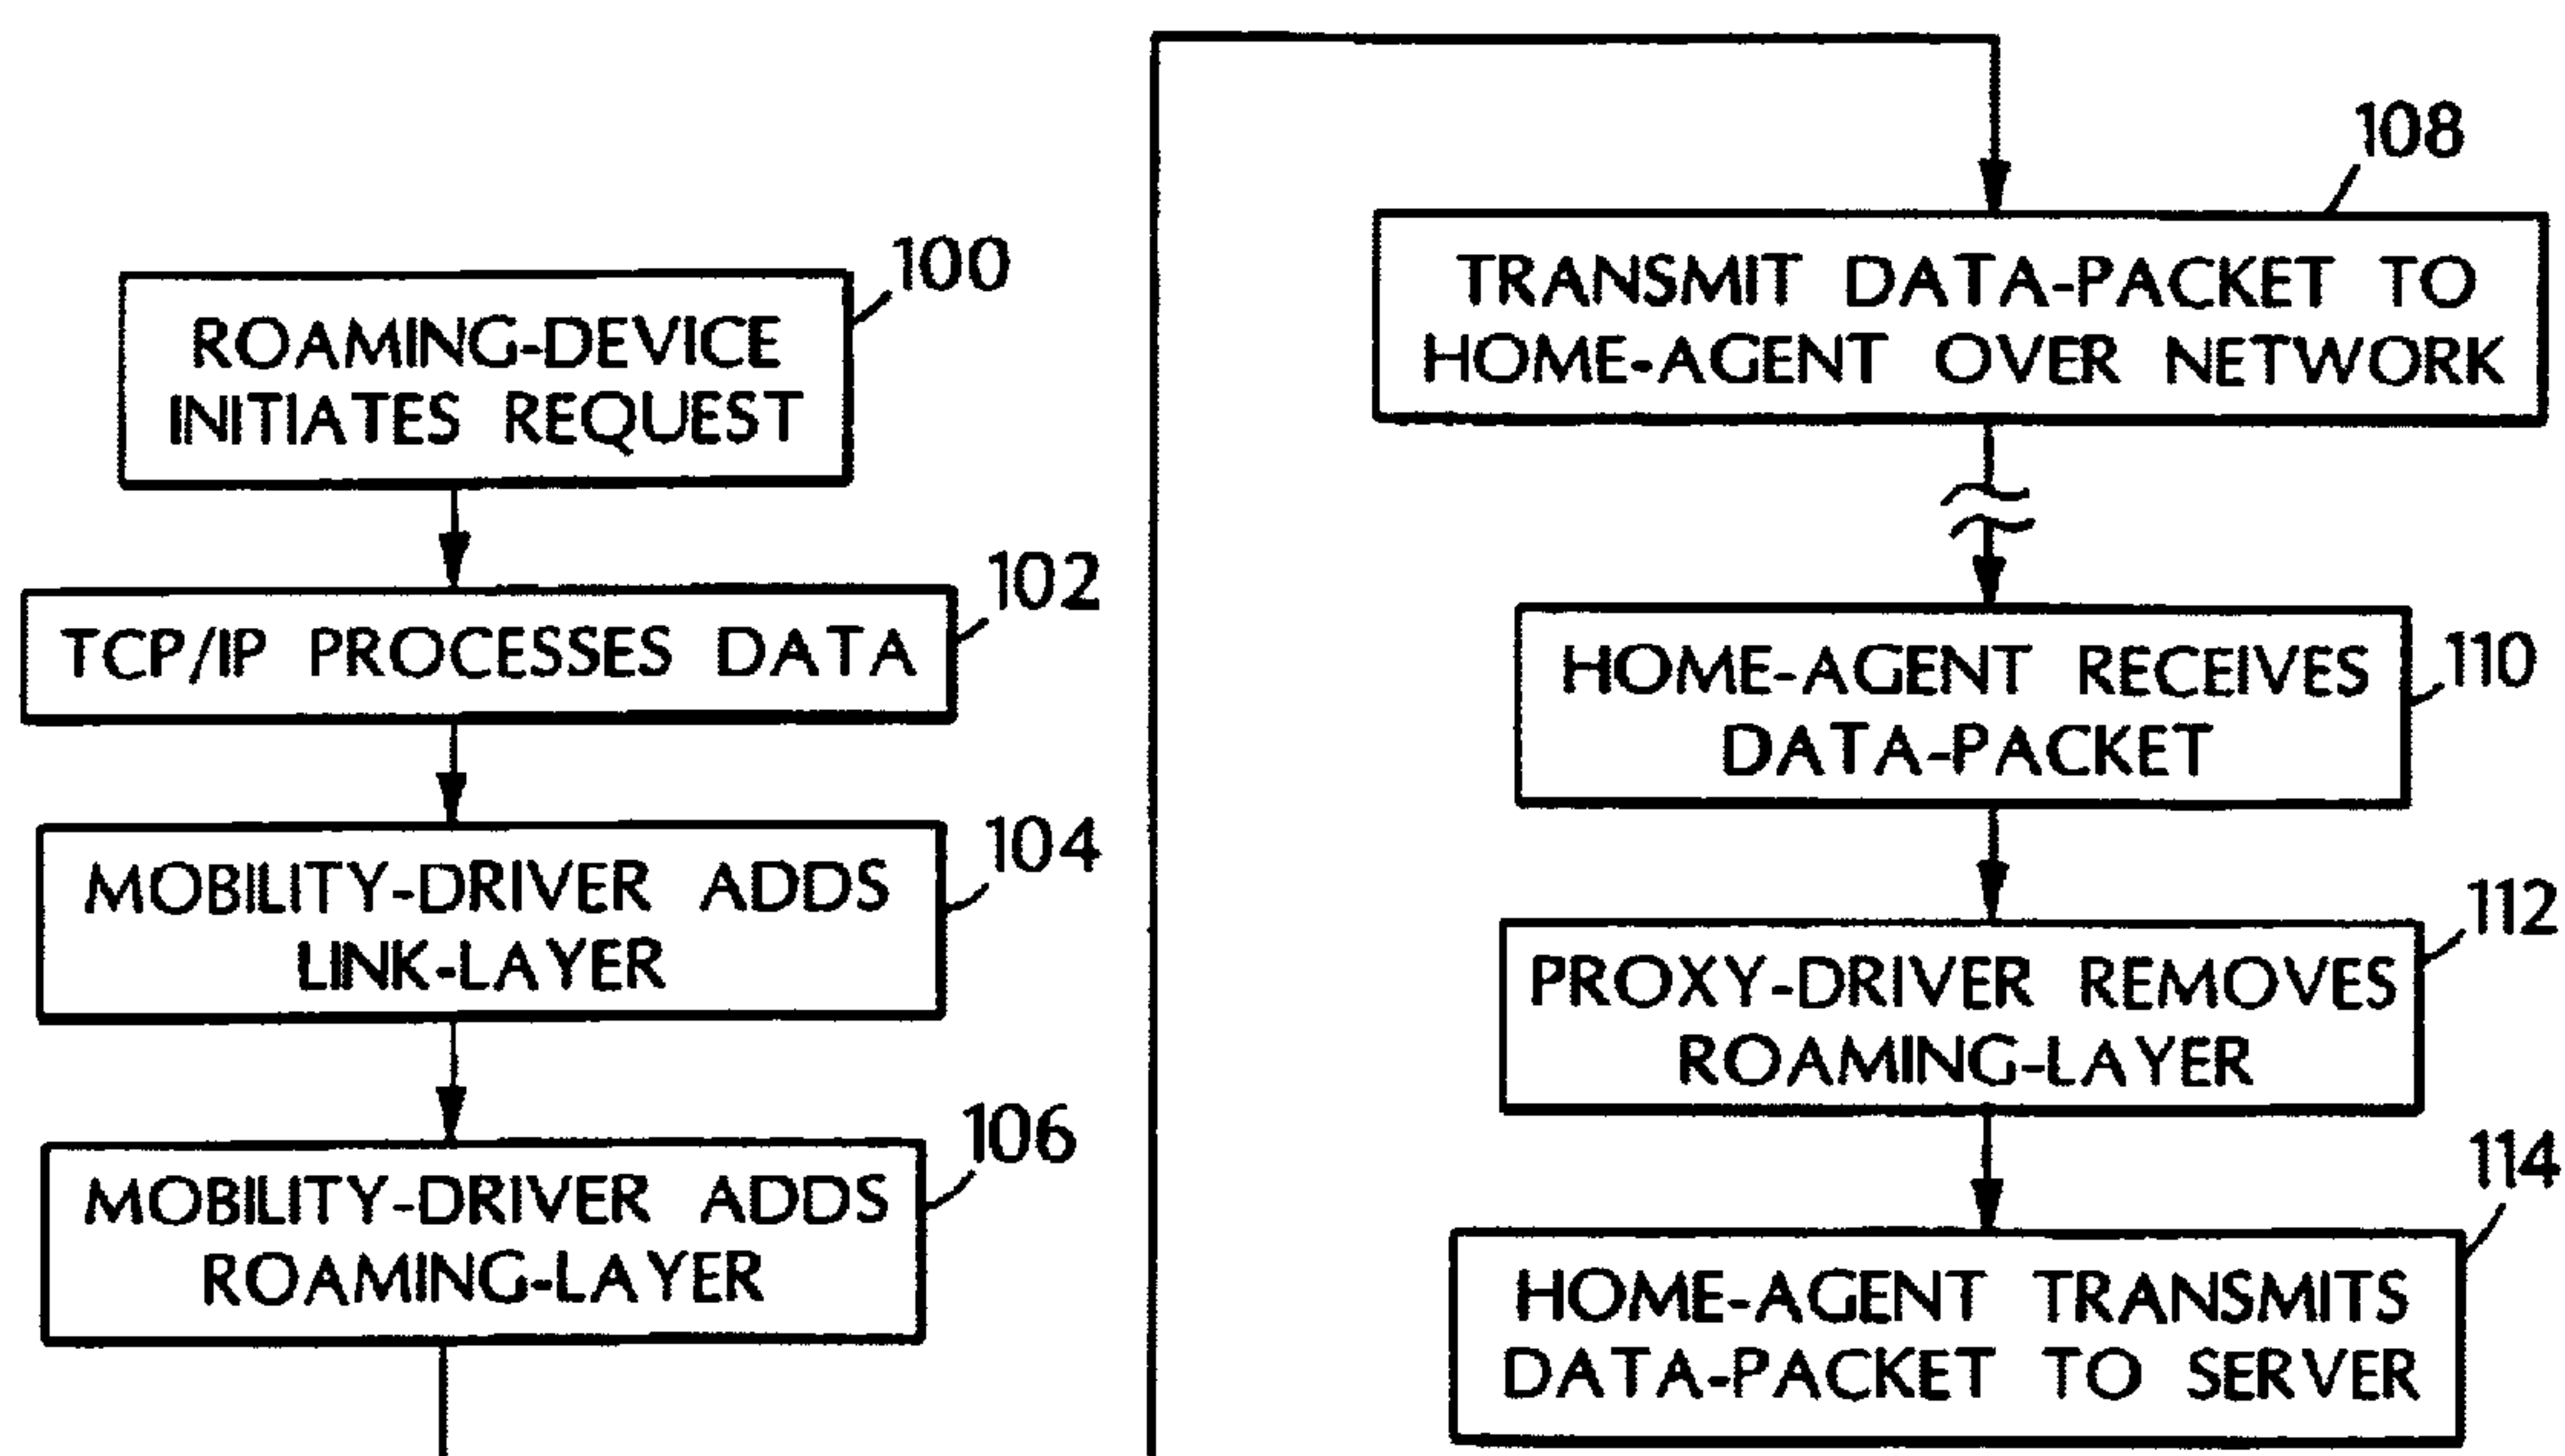 100
ROAMING-DEVICE
INITIATES REQUEST
102
TCP/IP PROCESSES DATA
104
MOBILITY-DRIVER ADDS
LINK-LAYER
106
MOBILITY-DRIVER ADDS
ROAMING-LAYER
108
TRANSMIT DATA-PACKET TO
HOME-AGENT OVER NETWORK
110
HOME-AGENT RECEIVES
DATA-PACKET
112
PROXY-DRIVER REMOVES
ROAMING-LAYER
114
HOME-AGENT TRANSMITS
DATA-PACKET TO SERVER